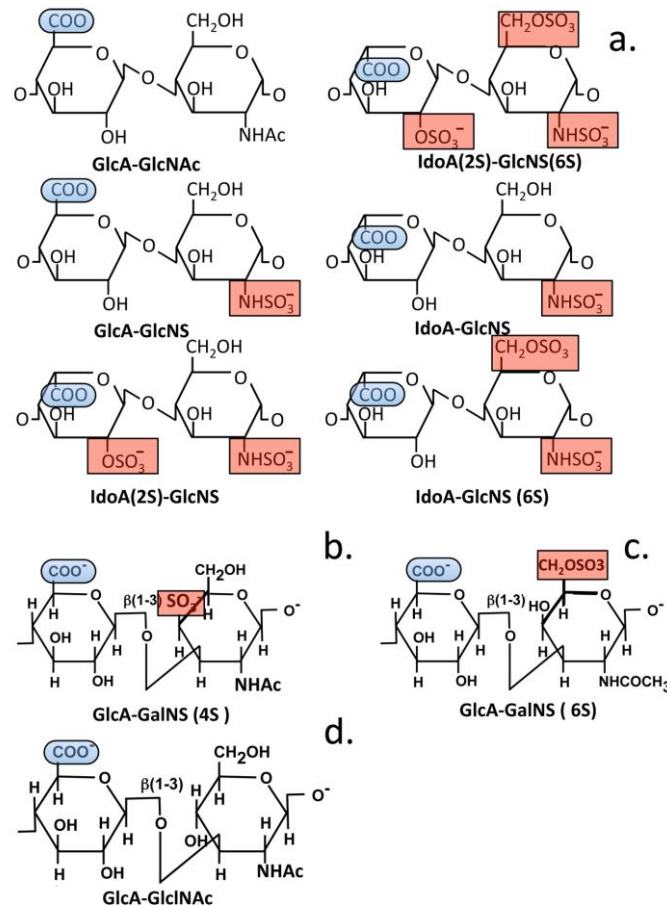 COO
CH₂OH
O
O
OH
O
OH
O
O
OH
NHAc
GlcA-GlcNAc
a.
CH₂OSO₃⁻
COO
O
O
OH
O
OH
O
O
OSO₃⁻
NHSO₃⁻
IdoA(2S)-GlcNS(6S)
COO
CH₂OH
O
O
OH
O
OH
O
O
OH
NHSO₃⁻
GlcA-GlcNS
CH₂OH
COO
O
O
OH
O
OH
O
O
OH
NHSO₃⁻
IdoA-GlcNS
CH₂OH
COO
O
O
OH
O
OH
O
O
OSO₃⁻
NHSO₃⁻
IdoA(2S)-GlcNS
CH₂OSO₃
COO
O
O
OH
O
OH
O
O
OH
NHSO₃⁻
IdoA-GlcNS (6S)
b.
COO⁻
CH₂OH
β(1-3)
SO₃⁻
H
O
H
H
O
O⁻
OH
H
O
H
H
H
H
OH
H
NHAc
GlcA-GalNS (4S )
c.
COO⁻
CH₂OSO3
β(1-3)
H
O
H
HO
H
O
O⁻
OH
H
O
H
H
H
H
OH
H
NHCOCH₃
GlcA-GalNS ( 6S)
d.
COO⁻
CH₂OH
β(1-3)
H
O
H
H
H
O
O⁻
OH
H
O
OH
H
H
H
OH
H
NHAc
GlcA-GlclNAc